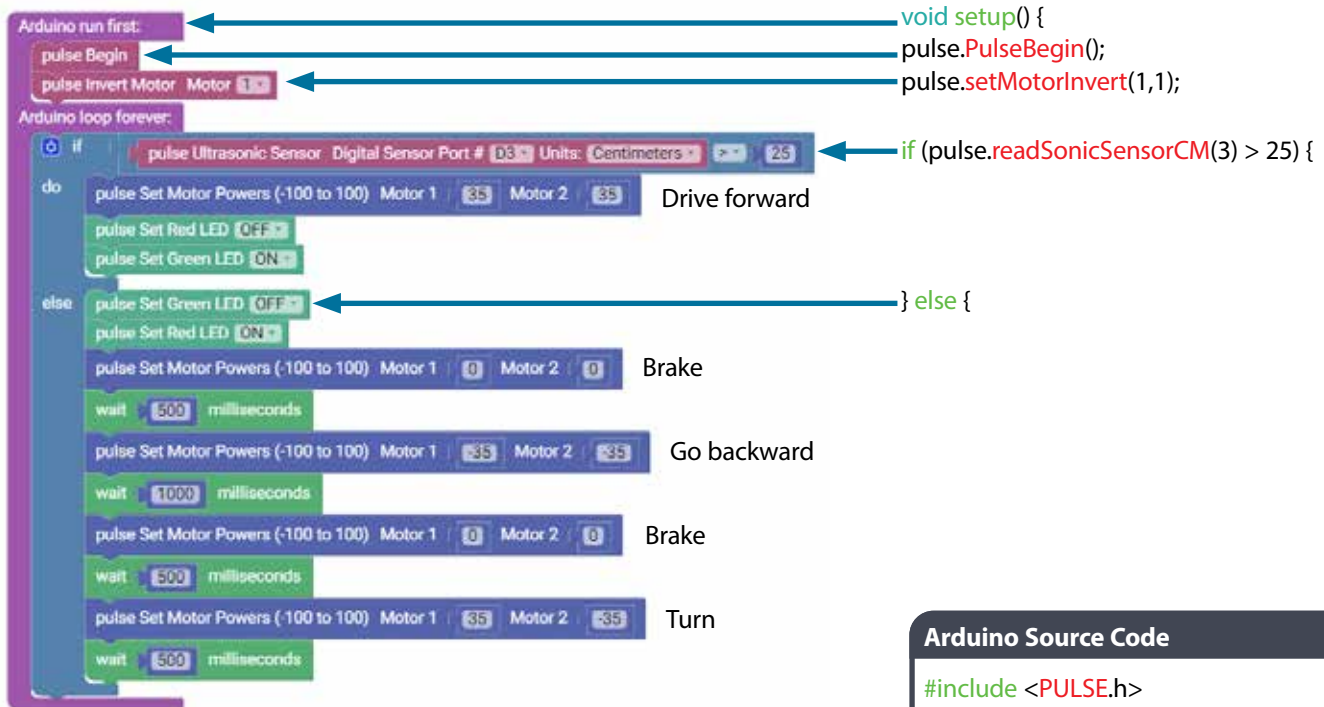 Arduino run first:
void setup() {
pulse Begin
pulse.PulseBegin();
pulse Invert Motor Motor 1
pulse.setMotorInvert(1,1);
Arduino loop forever:
if pulse Ultrasonic Sensor Digital Sensor Port # D3 Units: Centimeters > 25
if (pulse.readSonicSensorCM(3) > 25) {
do pulse Set Motor Powers (-100 to 100) Motor 1 35 Motor 2 35
Drive forward
pulse Set Red LED OFF
pulse Set Green LED ON
else pulse Set Green LED OFF
} else {
pulse Set Red LED ON
pulse Set Motor Powers (-100 to 100) Motor 1 0 Motor 2 0
Brake
wait 500 milliseconds
pulse Set Motor Powers (-100 to 100) Motor 1 -35 Motor 2 -35
Go backward
wait 1000 milliseconds
pulse Set Motor Powers (-100 to 100) Motor 1 0 Motor 2 0
Brake
wait 500 milliseconds
pulse Set Motor Powers (-100 to 100) Motor 1 35 Motor 2 -35
Turn
wait 500 milliseconds
Arduino Source Code
#include <PULSE.h>